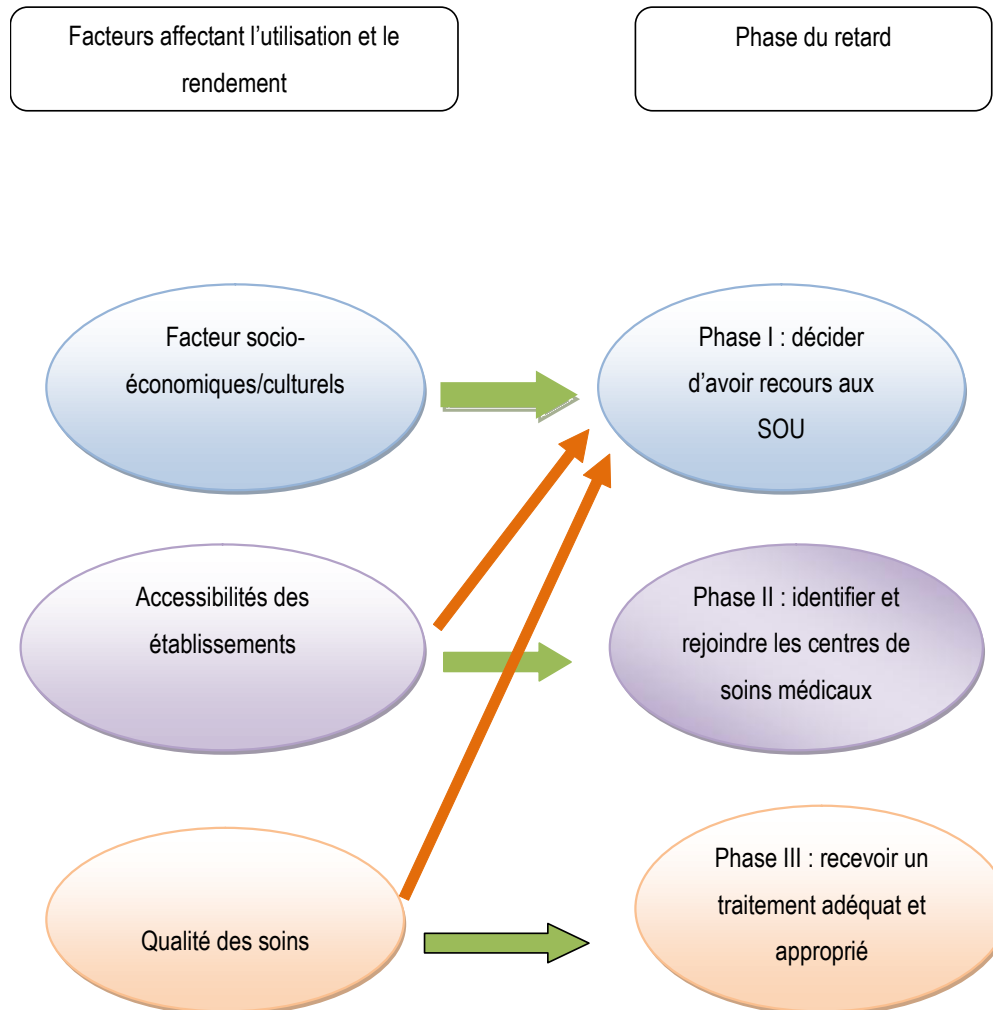 Facteurs affectant l’utilisation et le
rendement
Phase du retard
Facteur socio-
économiques/culturels
Phase I : décider
d’avoir recours aux
SOU
Accessibilités des
établissements
Phase II : identifier et
rejoindre les centres de
soins médicaux
Qualité des soins
Phase III : recevoir un
traitement adéquat et
approprié